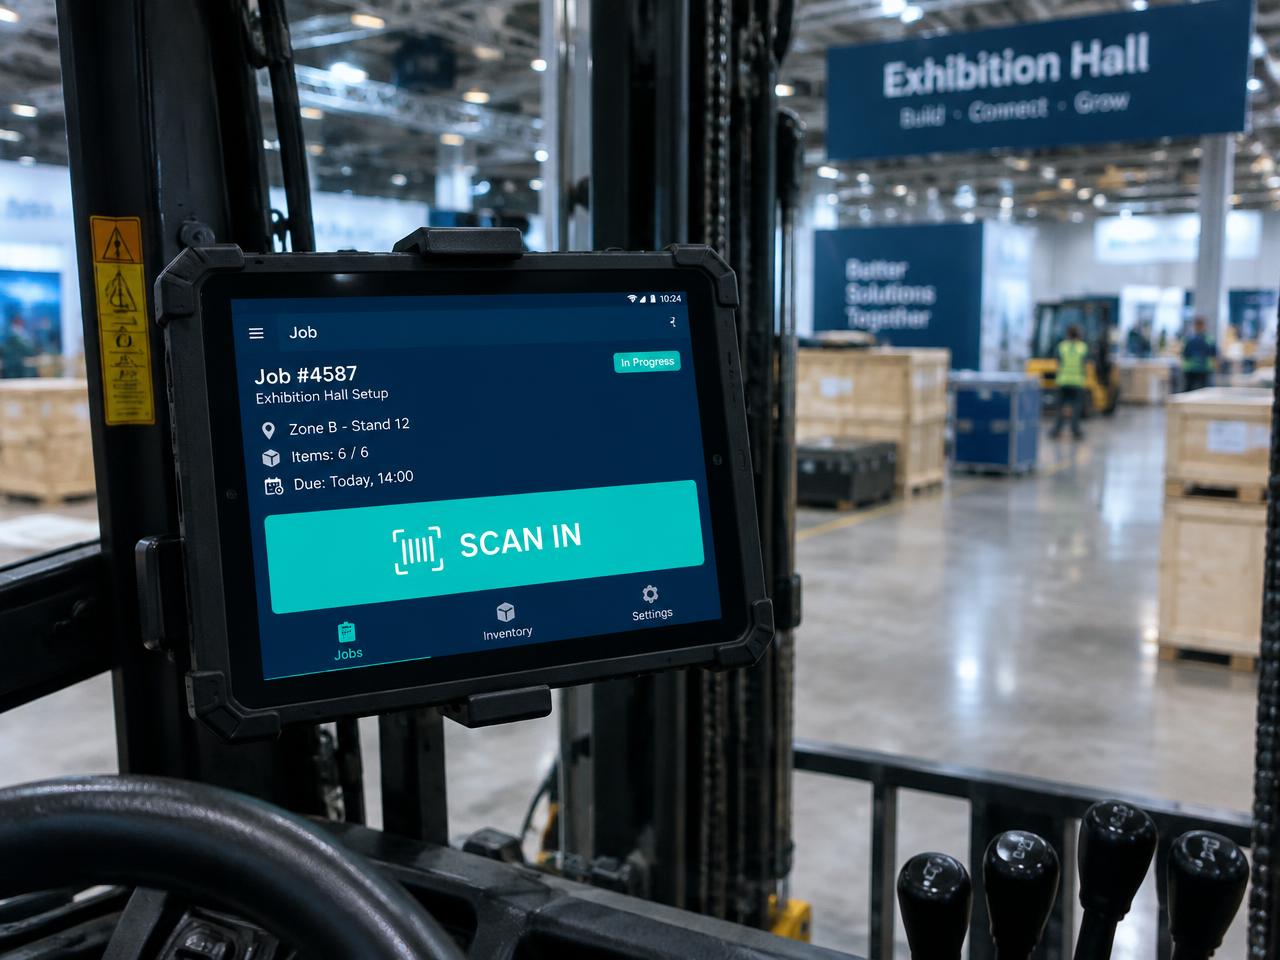 Exhibition Hall
Build · Connect · Grow
Better
Solutions
Together
10:24
Job
Job #4587
In Progress
Exhibition Hall Setup
Zone B - Stand 12
Items: 6 / 6
Due: Today, 14:00
SCAN IN
Jobs
Inventory
Settings